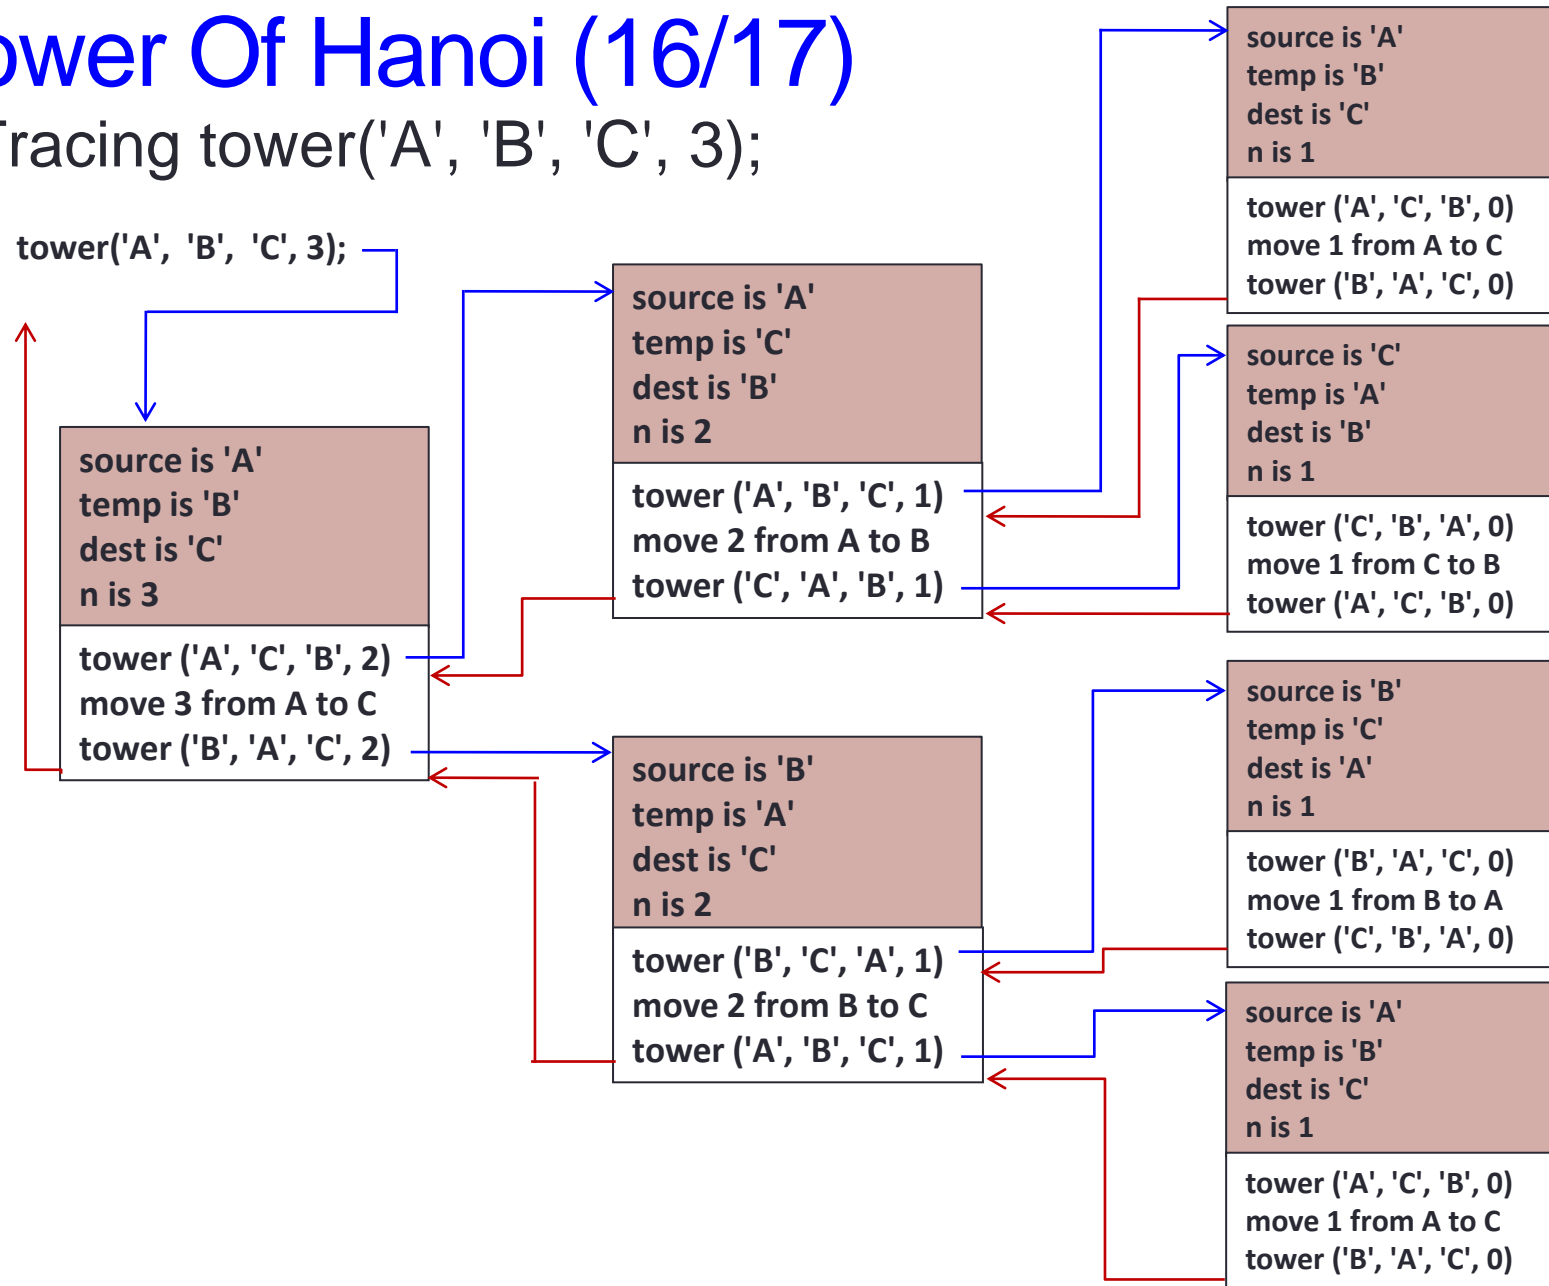 ower Of Hanoi (16/17)
Tracing tower('A', 'B', 'C', 3);
tower('A', 'B', 'C', 3);
source is 'A'
temp is 'B'
dest is 'C'
n is 3
tower ('A', 'C', 'B', 2)
move 3 from A to C
tower ('B', 'A', 'C', 2)
source is 'A'
temp is 'C'
dest is 'B'
n is 2
tower ('A', 'B', 'C', 1)
move 2 from A to B
tower ('C', 'A', 'B', 1)
source is 'B'
temp is 'A'
dest is 'C'
n is 2
tower ('B', 'C', 'A', 1)
move 2 from B to C
tower ('A', 'B', 'C', 1)
source is 'A'
temp is 'B'
dest is 'C'
n is 1
tower ('A', 'C', 'B', 0)
move 1 from A to C
tower ('B', 'A', 'C', 0)
source is 'C'
temp is 'A'
dest is 'B'
n is 1
tower ('C', 'B', 'A', 0)
move 1 from C to B
tower ('A', 'C', 'B', 0)
source is 'B'
temp is 'C'
dest is 'A'
n is 1
tower ('B', 'A', 'C', 0)
move 1 from B to A
tower ('C', 'B', 'A', 0)
source is 'A'
temp is 'B'
dest is 'C'
n is 1
tower ('A', 'C', 'B', 0)
move 1 from A to C
tower ('B', 'A', 'C', 0)